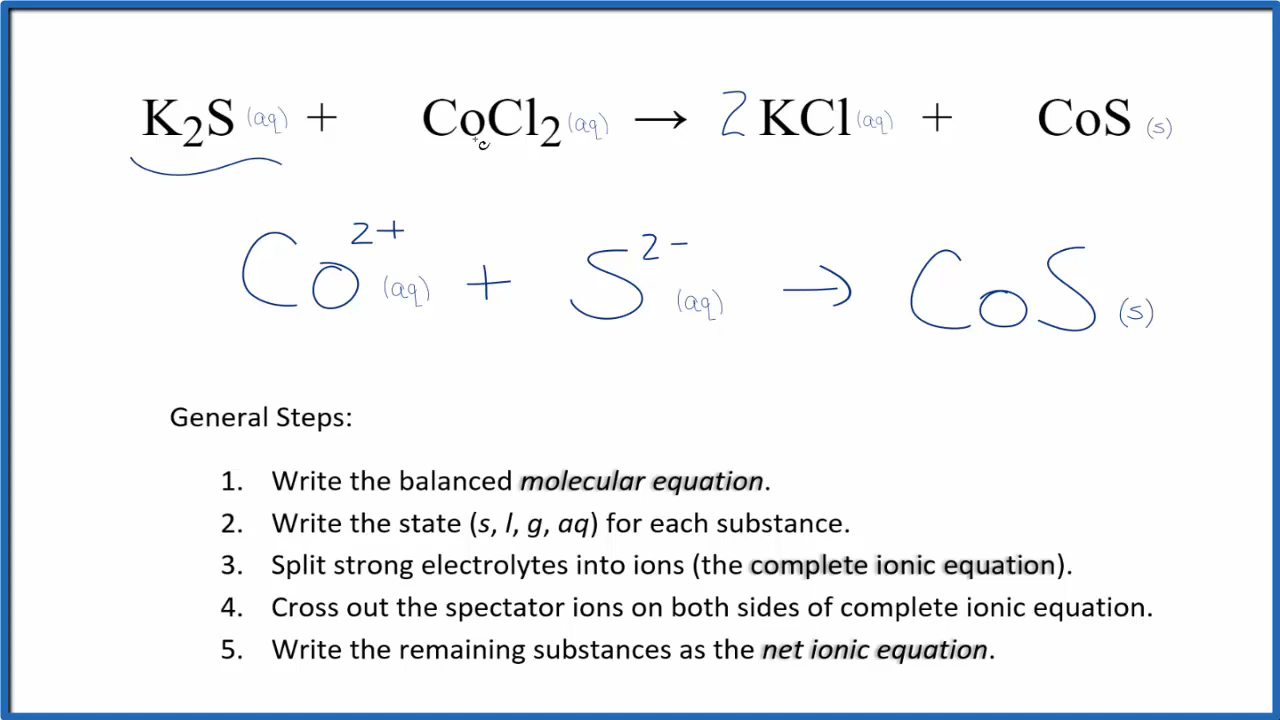 K₂S (aq) + CoCl₂ (aq) → 2 KCl (aq) + CoS (s)
Co²⁺ (aq) + S²⁻ (aq) → CoS (s)
General Steps:
1. Write the balanced molecular equation.
2. Write the state (s, l, g, aq) for each substance.
3. Split strong electrolytes into ions (the complete ionic equation).
4. Cross out the spectator ions on both sides of complete ionic equation.
5. Write the remaining substances as the net ionic equation.